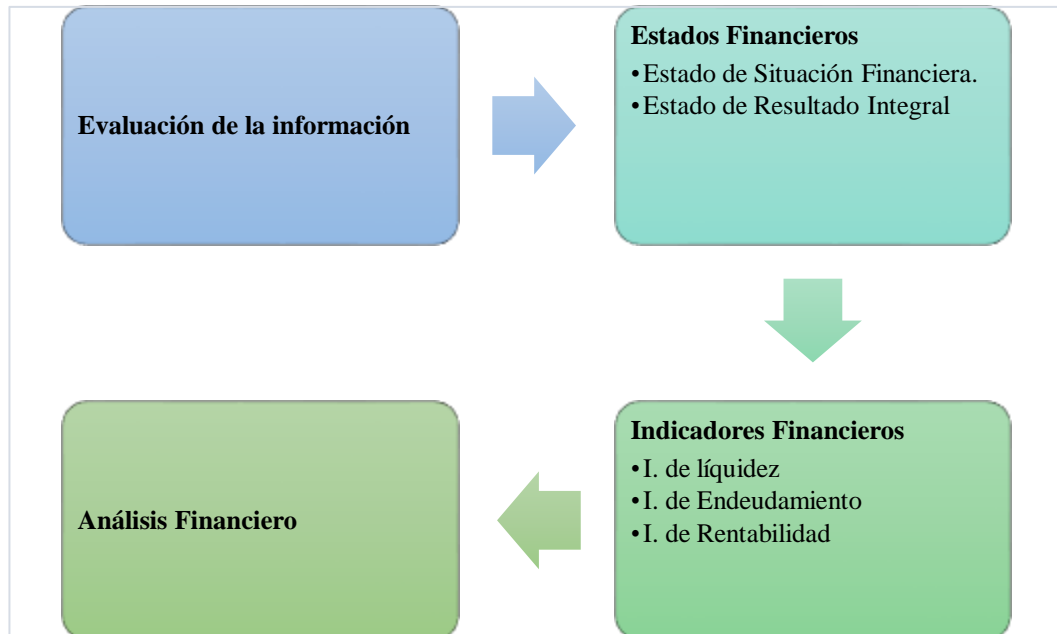 Evaluación de la información
Estados Financieros
•Estado de Situación Financiera.
•Estado de Resultado Integral
Indicadores Financieros
•I. de líquidez
•I. de Endeudamiento
•I. de Rentabilidad
Análisis Financiero